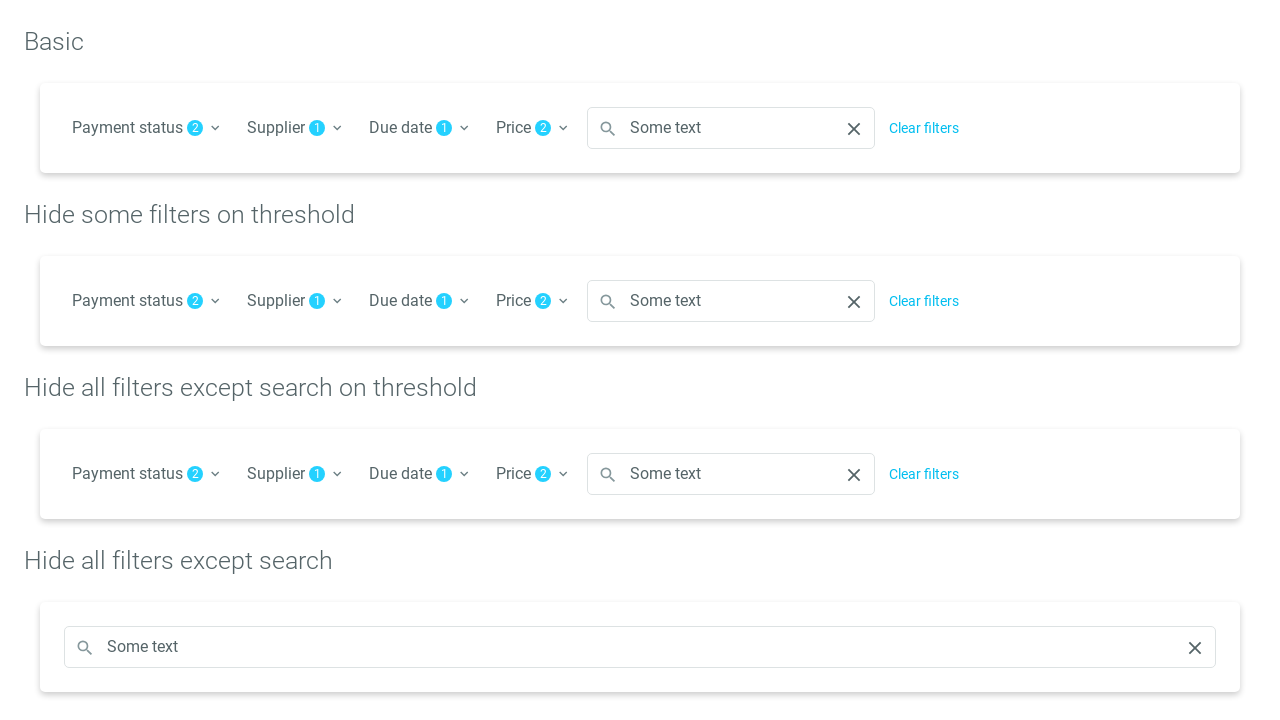 Basic
Payment status 2 Supplier 1 Due date 1 Price 2 Some text Clear filters
Hide some filters on threshold
Payment status 2 Supplier 1 Due date 1 Price 2 Some text Clear filters
Hide all filters except search on threshold
Payment status 2 Supplier 1 Due date 1 Price 2 Some text Clear filters
Hide all filters except search
Some text